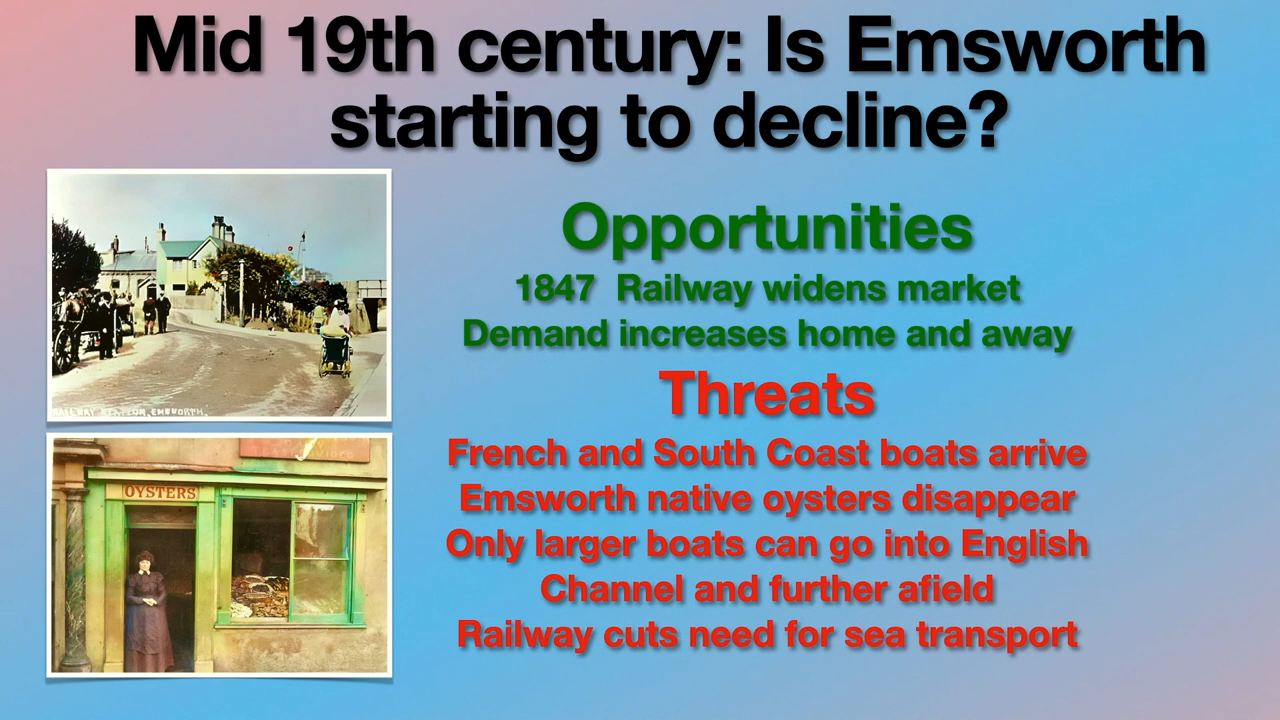 Mid 19th century: Is Emsworth
starting to decline?
Opportunities
1847 Railway widens market
Demand increases home and away
Threats
French and South Coast boats arrive
Emsworth native oysters disappear
Only larger boats can go into English
Channel and further afield
Railway cuts need for sea transport
RAILWAY STATION, EMSWORTH.
OYSTERS